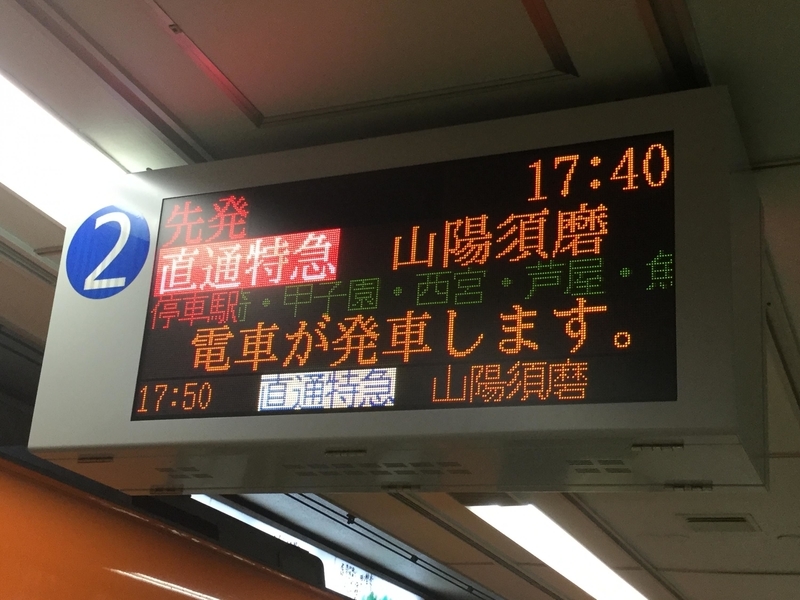 2
先発 17:40
直通特急 山陽須磨
停車駅 ・甲子園・西宮・芦屋・魚
電車が発車します。
17:50 直通特急 山陽須磨